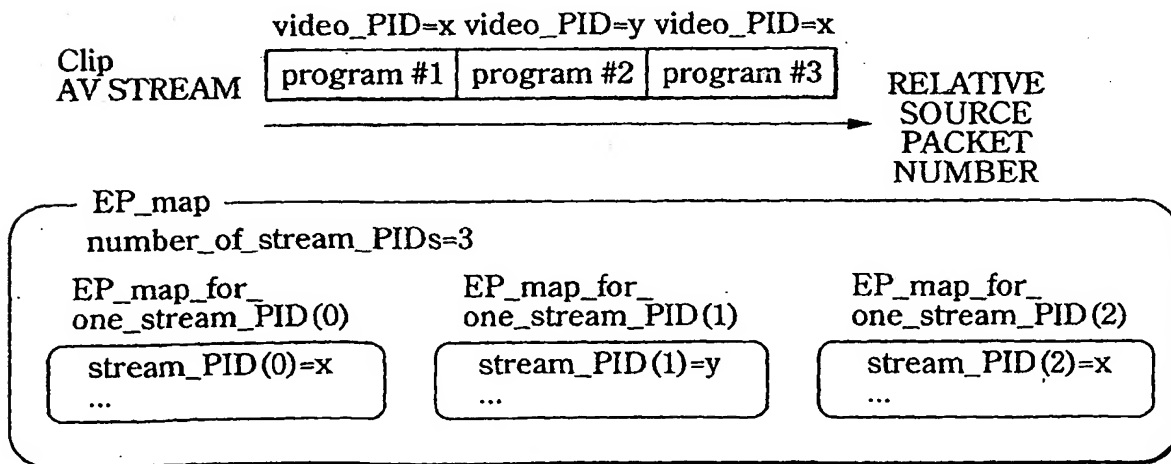 video_PID=x video_PID=y video_PID=x
Clip
AV STREAM
program #1 program #2 program #3
RELATIVE
SOURCE
PACKET
NUMBER
EP_map
number_of_stream_PIDs=3
EP_map_for_
one_stream_PID(0)
stream_PID(0)=x
...
EP_map_for_
one_stream_PID(1)
stream_PID(1)=y
...
EP_map_for_
one_stream_PID(2)
stream_PID(2)=x
...